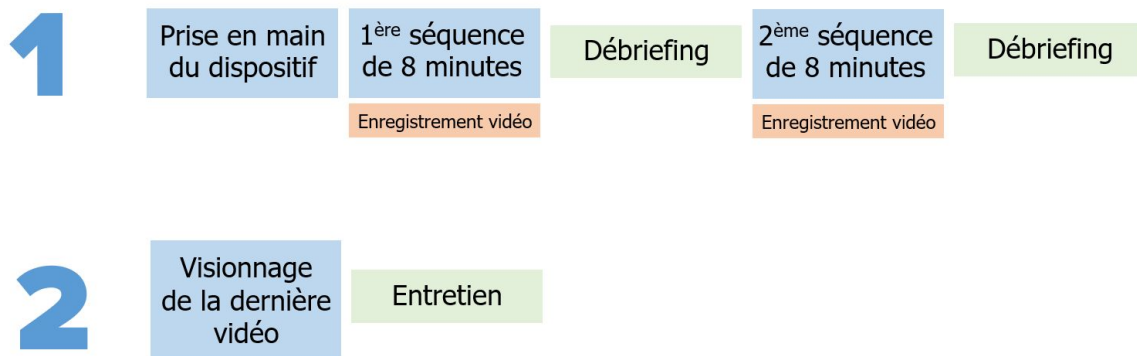 1
Prise en main
du dispositif
1ère séquence
de 8 minutes
Enregistrement vidéo
Débriefing
2ème séquence
de 8 minutes
Enregistrement vidéo
Débriefing
2
Visionnage
de la dernière
vidéo
Entretien